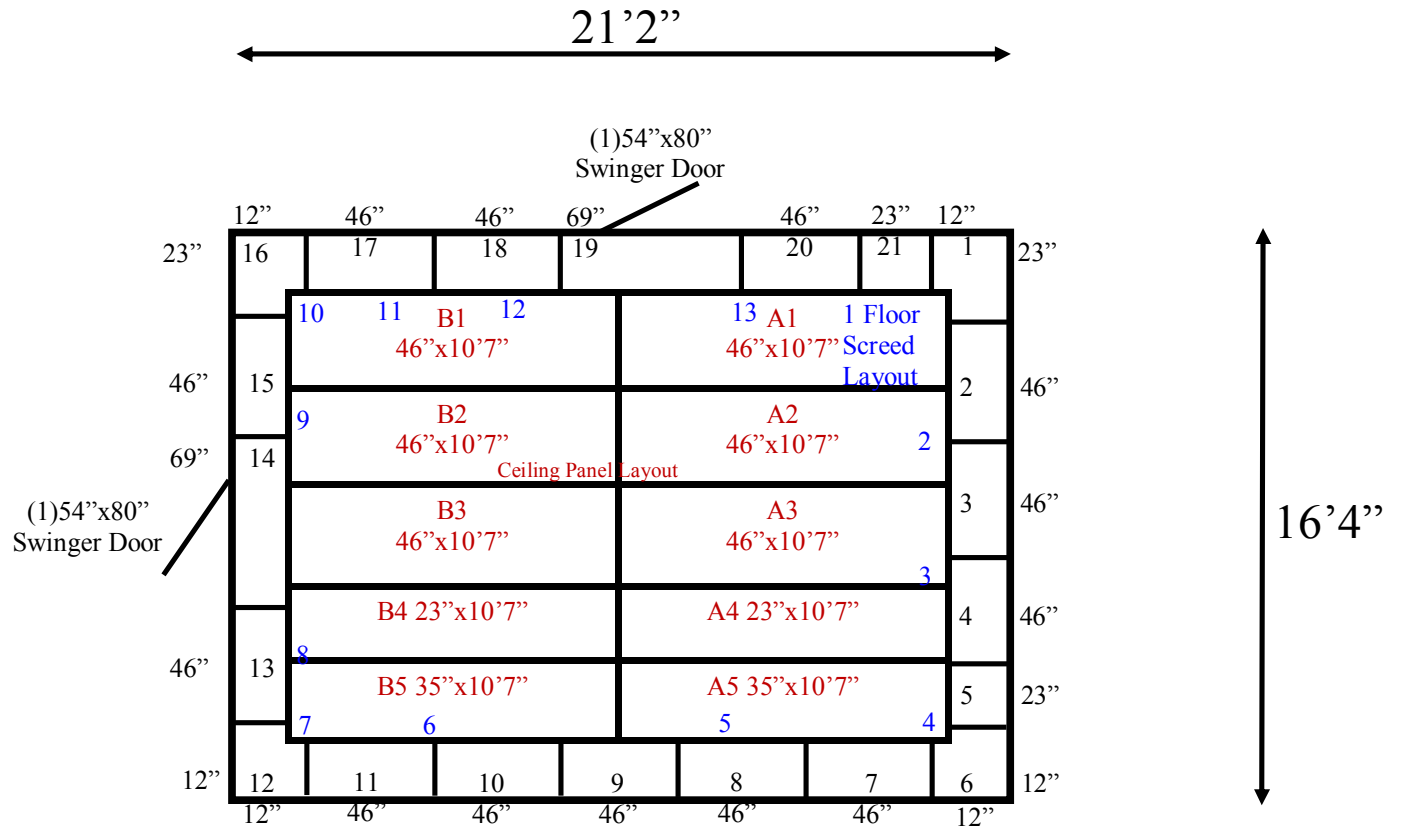 21’2”
(1)54”x80”
Swinger Door
12” 46” 46” 69” 46” 23” 12”
23” 16 17 18 19 20 21 1 23”
10 11 B1 12 13 A1 1 Floor
46”x10’7” 46”x10’7” Screed
Layout
46” 15 2 46”
9 B2 A2 2
46”x10’7” 46”x10’7”
69” 14
Ceiling Panel Layout
(1)54”x80”
Swinger Door
B3 A3 3 46”
46”x10’7” 46”x10’7”
16’4”
3
B4 23”x10’7” A4 23”x10’7” 4 46”
8
46” 13 B5 35”x10’7” A5 35”x10’7” 5 23”
7 6 5 4
12” 12 11 10 9 8 7 6 12”
12” 46” 46” 46” 46” 46” 12”